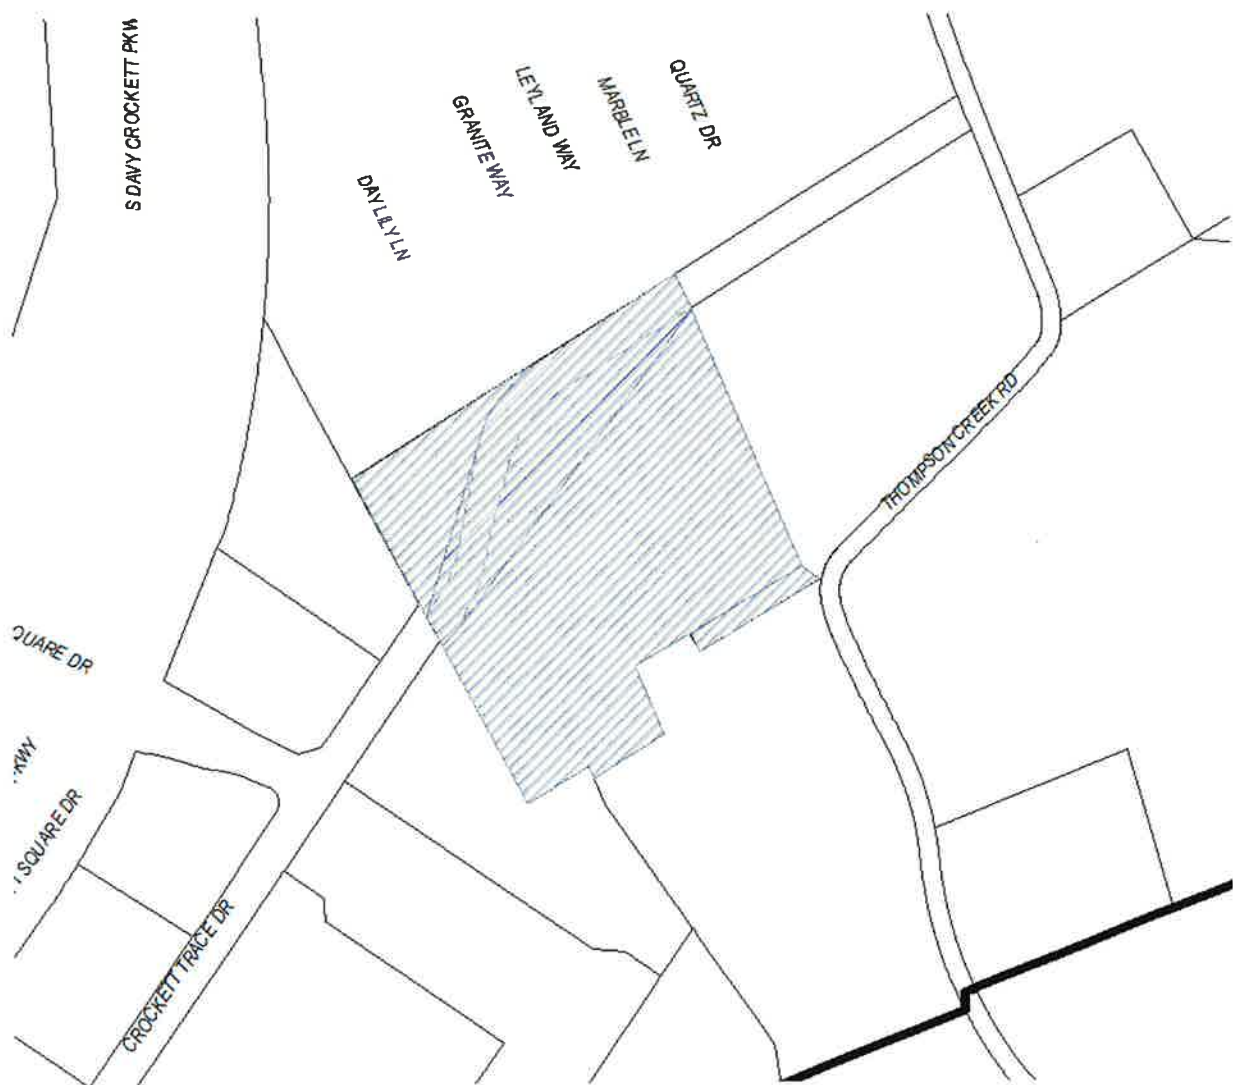 S DAVY CROCKETT PKW
QUARTZ DR
LEYLAND WAY
MARBLE LN
GRANITE WAY
DAYLILY LN
THOMPSON CREEK RD
QUARE DR
KWY
SQUARE DR
CROCKETT TRACE DR